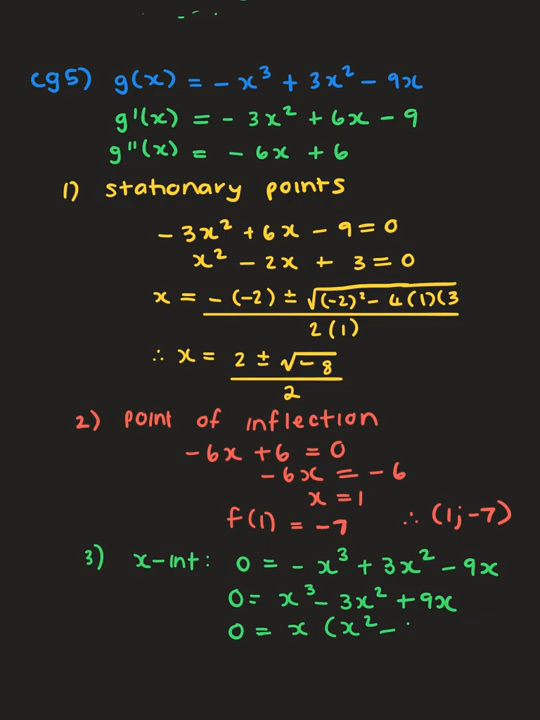 eg5) g(x) = - x³ + 3x² - 9x
g'(x) = - 3x² + 6x - 9
g"(x) = - 6x + 6
1) stationary points
- 3x² + 6x - 9 = 0
x² - 2x + 3 = 0
x = - (-2) ± √(-2)² - 4(1)(3
2(1)
∴ x = 2 ± √-8
2
2) point of inflection
-6x + 6 = 0
-6x = -6
x = 1
f(1) = -7 ∴ (1; -7)
3) x-int: 0 = - x³ + 3x² - 9x
0 = x³ - 3x² + 9x
0 = x (x² -